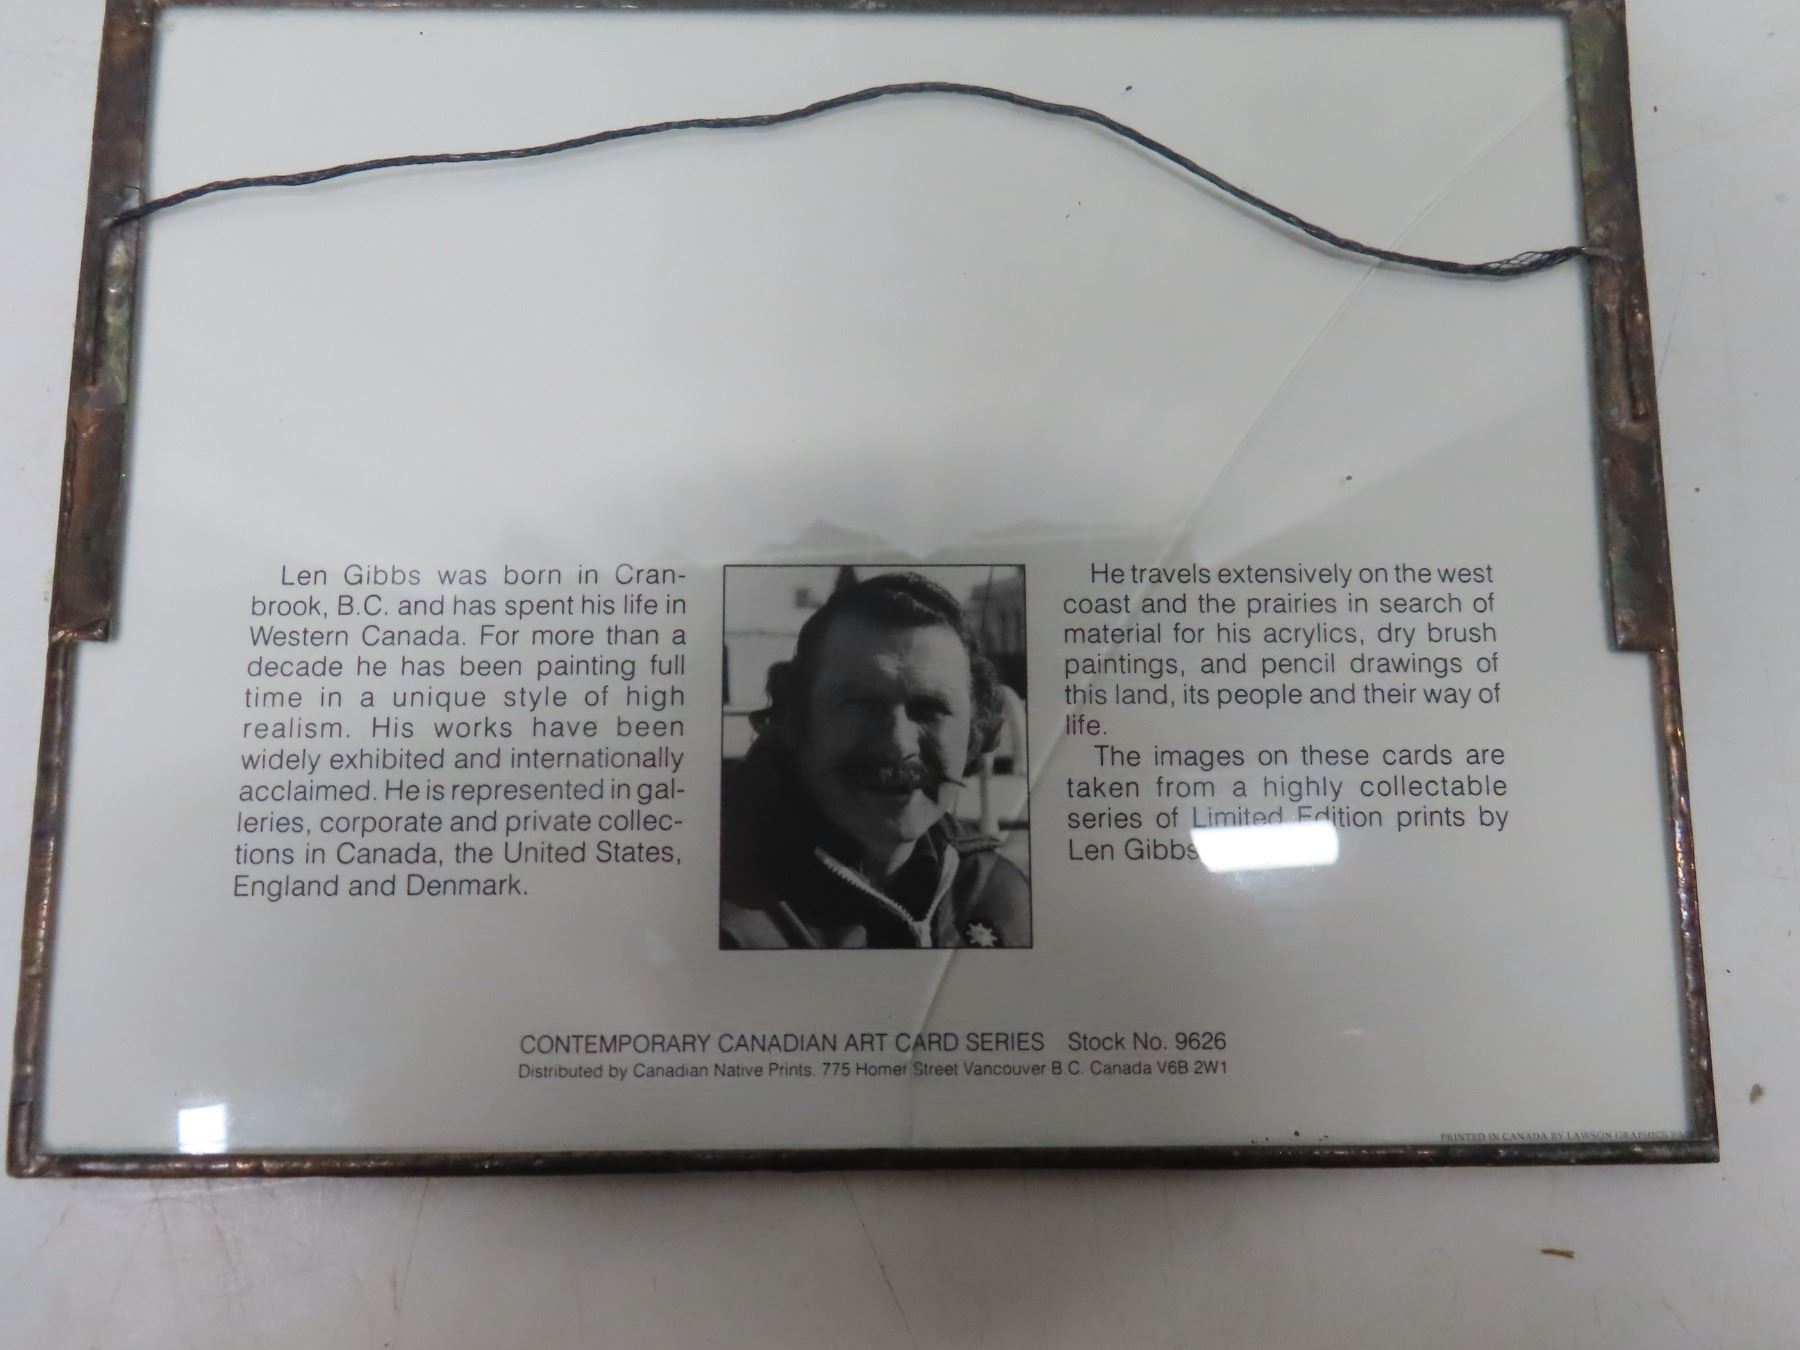 Len Gibbs was born in Cran-
brook, B.C. and has spent his life in
Western Canada. For more than a
decade he has been painting full
time in a unique style of high
realism. His works have been
widely exhibited and internationally
acclaimed. He is represented in gal-
leries, corporate and private collec-
tions in Canada, the United States,
England and Denmark.
He travels extensively on the west
coast and the prairies in search of
material for his acrylics, dry brush
paintings, and pencil drawings of
this land, its people and their way of
life.
The images on these cards are
taken from a highly collectable
series of Limited Edition prints by
Len Gibbs
CONTEMPORARY CANADIAN ART CARD SERIES Stock No. 9626
Distributed by Canadian Native Prints. 775 Homer Street Vancouver B.C. Canada V6B 2W1
PRINTED IN CANADA BY LAWSON GRAPHICS